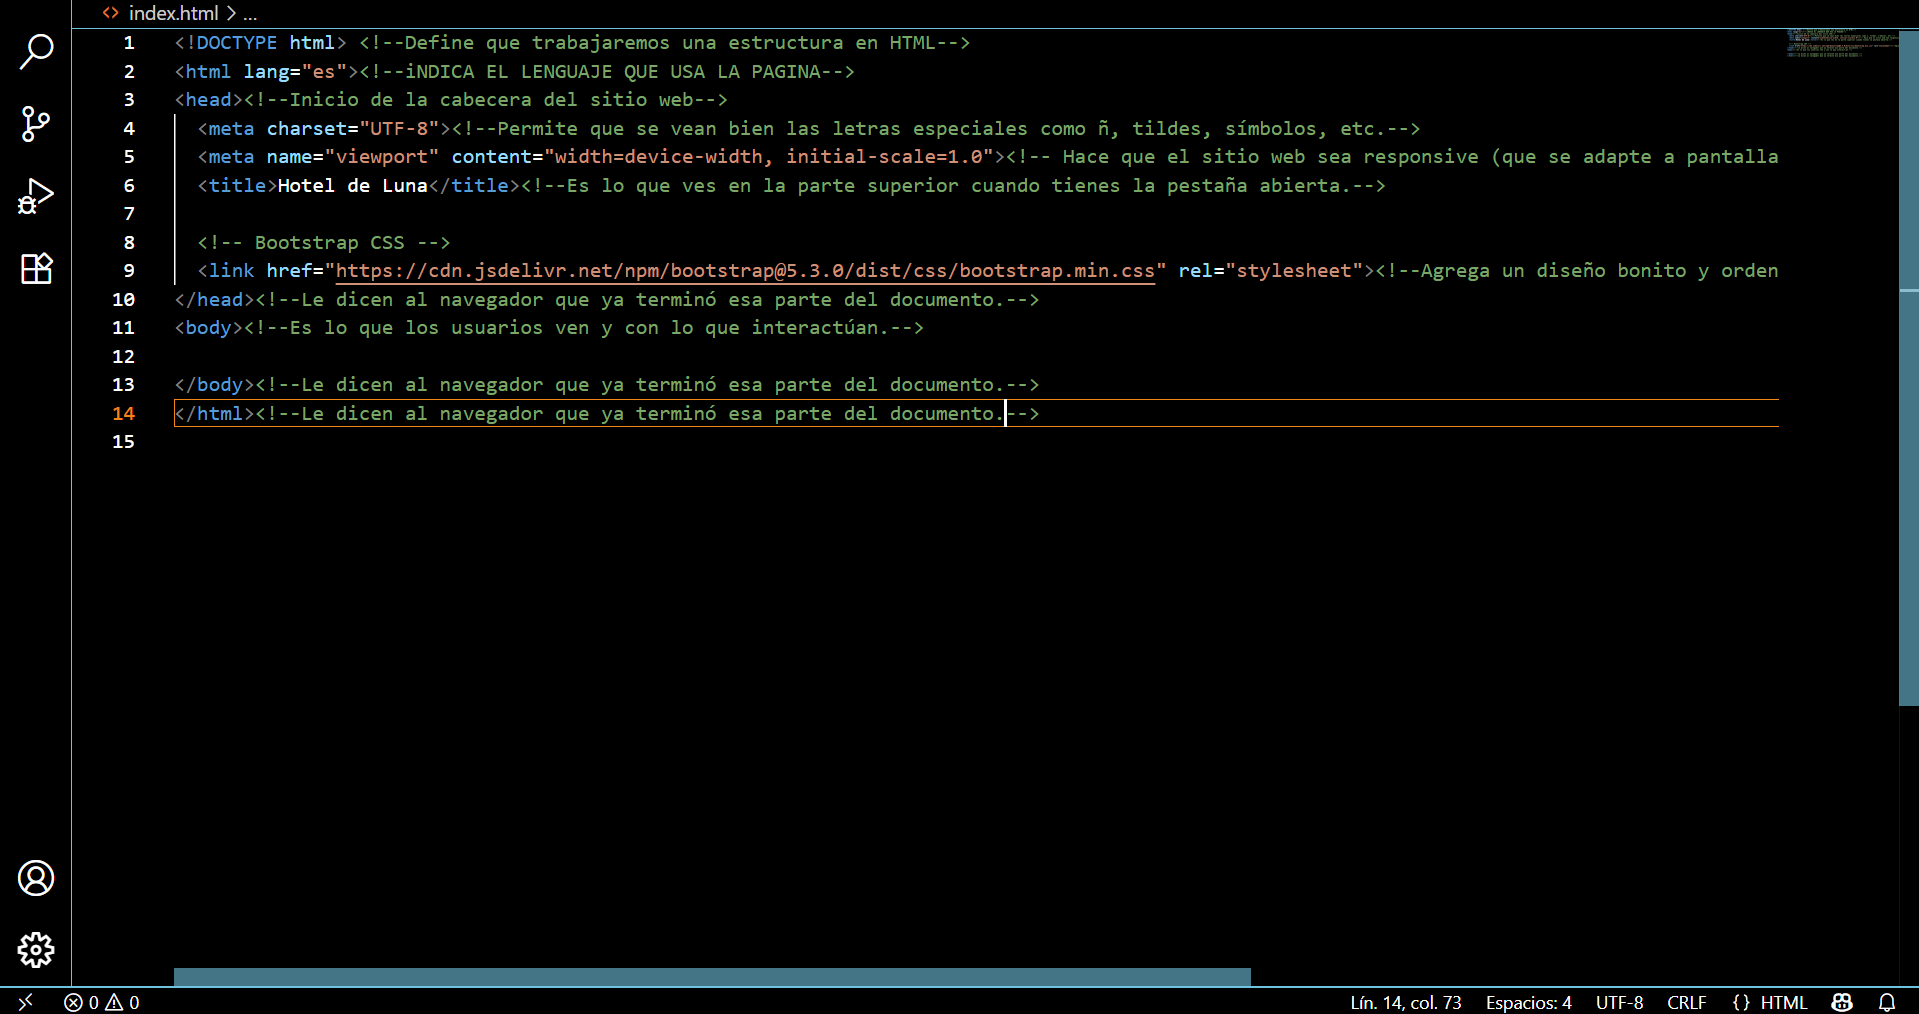 index.html > ...
1 <!DOCTYPE html> <!--Define que trabajaremos una estructura en HTML-->
2 <html lang="es"><!--iNDICA EL LENGUAJE QUE USA LA PAGINA-->
3 <head><!--Inicio de la cabecera del sitio web-->
4 <meta charset="UTF-8"><!--Permite que se vean bien las letras especiales como ñ, tildes, símbolos, etc.-->
5 <meta name="viewport" content="width=device-width, initial-scale=1.0"><!-- Hace que el sitio web sea responsive (que se adapte a pantalla
6 <title>Hotel de Luna</title><!--Es lo que ves en la parte superior cuando tienes la pestaña abierta.-->
7
8 <!-- Bootstrap CSS -->
9 <link href="https://cdn.jsdelivr.net/npm/bootstrap@5.3.0/dist/css/bootstrap.min.css" rel="stylesheet"><!--Agrega un diseño bonito y orden
10 </head><!--Le dicen al navegador que ya terminó esa parte del documento.-->
11 <body><!--Es lo que los usuarios ven y con lo que interactúan.-->
12
13 </body><!--Le dicen al navegador que ya terminó esa parte del documento.-->
14 </html><!--Le dicen al navegador que ya terminó esa parte del documento.-->
15
0 0 Lín. 14, col. 73 Espacios: 4 UTF-8 CRLF {} HTML